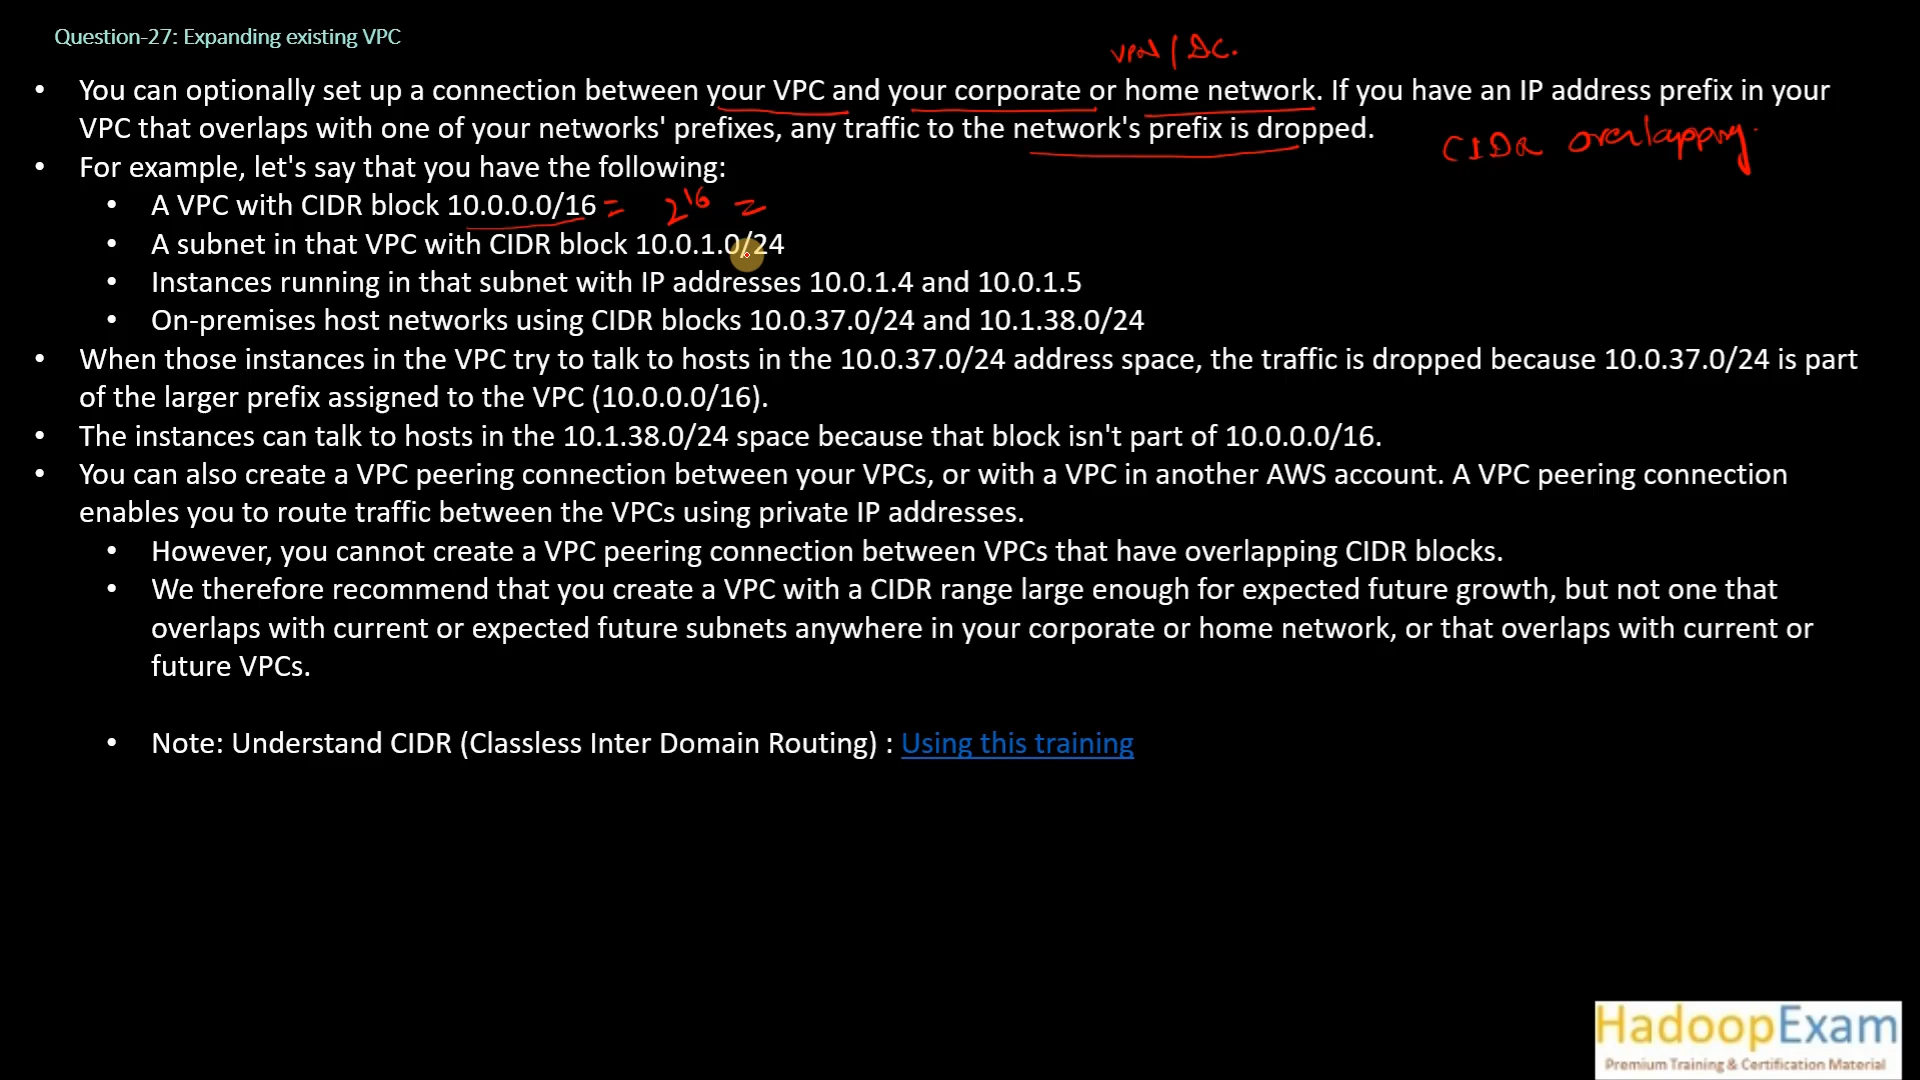 Question-27: Expanding existing VPC
VPN / DC.
• You can optionally set up a connection between your VPC and your corporate or home network. If you have an IP address prefix in your
VPC that overlaps with one of your networks' prefixes, any traffic to the network's prefix is dropped.
CIDR overlapping.
• For example, let's say that you have the following:
• A VPC with CIDR block 10.0.0.0/16 = 2^16 =
• A subnet in that VPC with CIDR block 10.0.1.0/24
• Instances running in that subnet with IP addresses 10.0.1.4 and 10.0.1.5
• On-premises host networks using CIDR blocks 10.0.37.0/24 and 10.1.38.0/24
• When those instances in the VPC try to talk to hosts in the 10.0.37.0/24 address space, the traffic is dropped because 10.0.37.0/24 is part
of the larger prefix assigned to the VPC (10.0.0.0/16).
• The instances can talk to hosts in the 10.1.38.0/24 space because that block isn't part of 10.0.0.0/16.
• You can also create a VPC peering connection between your VPCs, or with a VPC in another AWS account. A VPC peering connection
enables you to route traffic between the VPCs using private IP addresses.
• However, you cannot create a VPC peering connection between VPCs that have overlapping CIDR blocks.
• We therefore recommend that you create a VPC with a CIDR range large enough for expected future growth, but not one that
overlaps with current or expected future subnets anywhere in your corporate or home network, or that overlaps with current or
future VPCs.
• Note: Understand CIDR (Classless Inter Domain Routing) : Using this training
HadoopExam
Premium Training & Certification Material